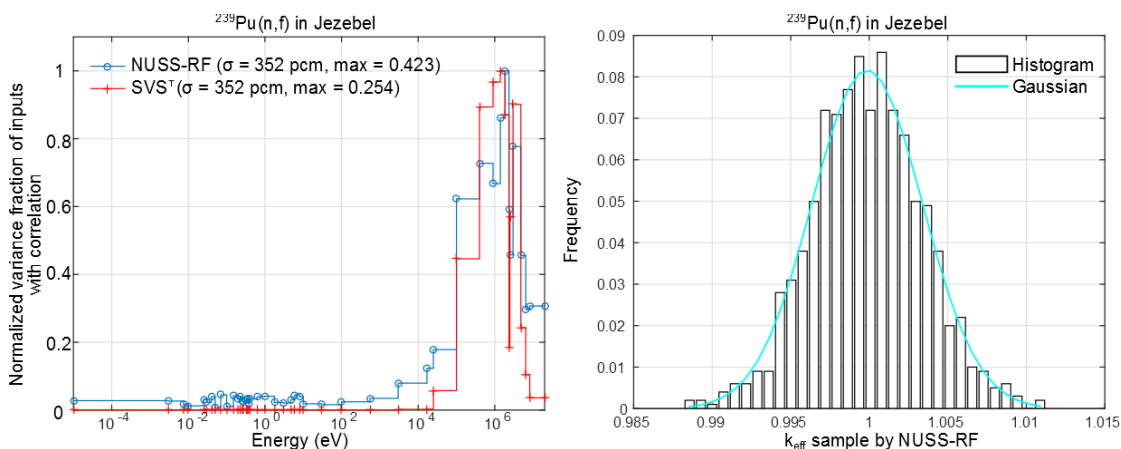 ²³⁹Pu(n,f) in Jezebel
NUSS-RF (σ = 352 pcm, max = 0.423)
SVSᵀ(σ = 352 pcm, max = 0.254)
Normalized variance fraction of inputs
with correlation
1
0.8
0.6
0.4
0.2
0
10⁻⁴
10⁻²
10⁰
10²
10⁴
10⁶
Energy (eV)
²³⁹Pu(n,f) in Jezebel
Histogram
Gaussian
Frequency
0.09
0.08
0.07
0.06
0.05
0.04
0.03
0.02
0.01
0
0.985
0.99
0.995
1
1.005
1.01
1.015
k_eff sample by NUSS-RF